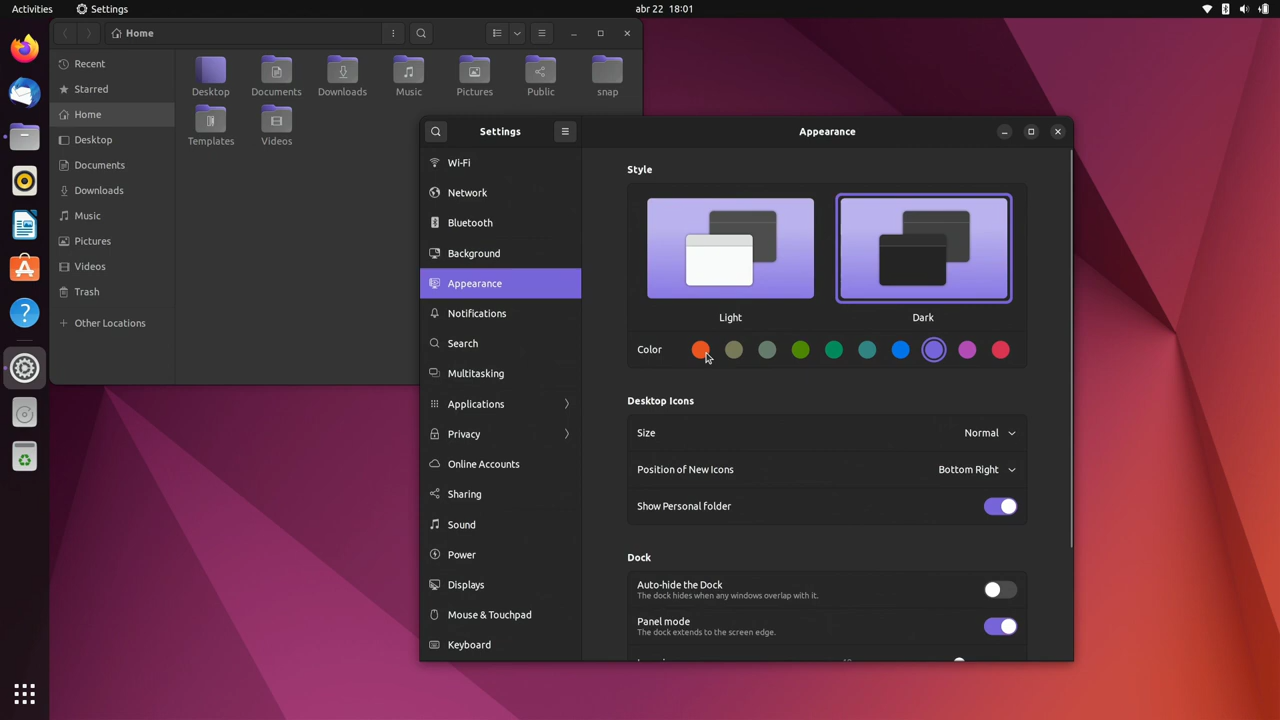 Activities
Settings
abr 22 18:01
Home
Recent
Starred
Home
Desktop
Documents
Downloads
Music
Pictures
Videos
Trash
Other Locations
Desktop
Documents
Downloads
Music
Pictures
Public
snap
Templates
Videos
Settings
Wi-Fi
Network
Bluetooth
Background
Appearance
Notifications
Search
Multitasking
Applications
Privacy
Online Accounts
Sharing
Sound
Power
Displays
Mouse & Touchpad
Keyboard
Appearance
Style
Light
Dark
Color
Desktop Icons
Size
Normal
Position of New Icons
Bottom Right
Show Personal folder
Dock
Auto-hide the Dock
The dock hides when any windows overlap with it.
Panel mode
The dock extends to the screen edge.